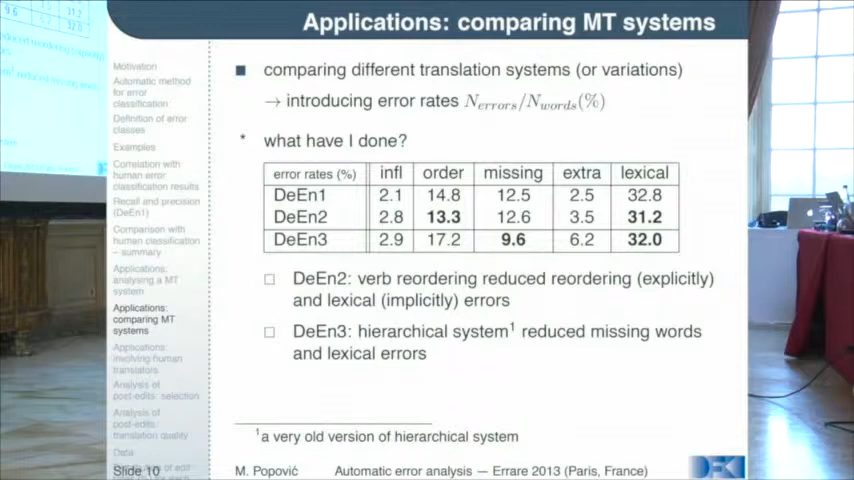 Applications: comparing MT systems
Motivation
Automatic method
for error
classification
Definition of error
classes
Examples
Correlation with
human error
classification results
Recall and precision
(DeEn1)
Comparison with
human classification
– summary
Applications:
analysing a MT
system
Applications:
comparing MT
systems
Applications:
involving human
translators
Analysis of
post-edits: selection
Analysis of
post-edits:
translation quality
Data
Slide 10
comparing different translation systems (or variations)
→ introducing error rates Nerrors/Nwords(%)
* what have I done?
error rates (%) infl order missing extra lexical
DeEn1 2.1 14.8 12.5 2.5 32.8
DeEn2 2.8 13.3 12.6 3.5 31.2
DeEn3 2.9 17.2 9.6 6.2 32.0
DeEn2: verb reordering reduced reordering (explicitly)
and lexical (implicitly) errors
DeEn3: hierarchical system1 reduced missing words
and lexical errors
1a very old version of hierarchical system
M. Popović Automatic error analysis — Errare 2013 (Paris, France)
DFKI